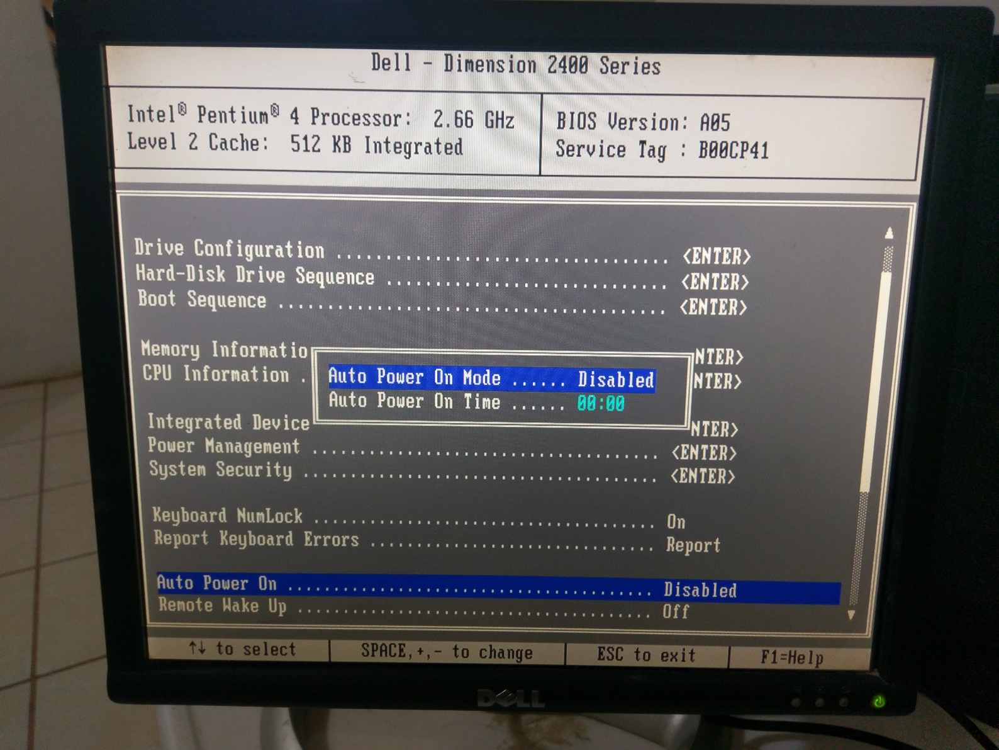 Dell - Dimension 2400 Series
Intel® Pentium® 4 Processor: 2.66 GHz
Level 2 Cache: 512 KB Integrated
BIOS Version: A05
Service Tag : B00CP41
Drive Configuration .................................. <ENTER>
Hard-Disk Drive Sequence ............................. <ENTER>
Boot Sequence ........................................ <ENTER>
Memory Informatio NTER>
CPU Information . NTER>
Auto Power On Mode ...... Disabled
Auto Power On Time ...... 00:00
Integrated Device NTER>
Power Management ..................................... <ENTER>
System Security ...................................... <ENTER>
Keyboard NumLock ..................................... On
Report Keyboard Errors ............................... Report
Auto Power On ........................................ Disabled
Remote Wake Up ....................................... Off
↑↓ to select
SPACE,+,- to change
ESC to exit
F1=Help
DELL